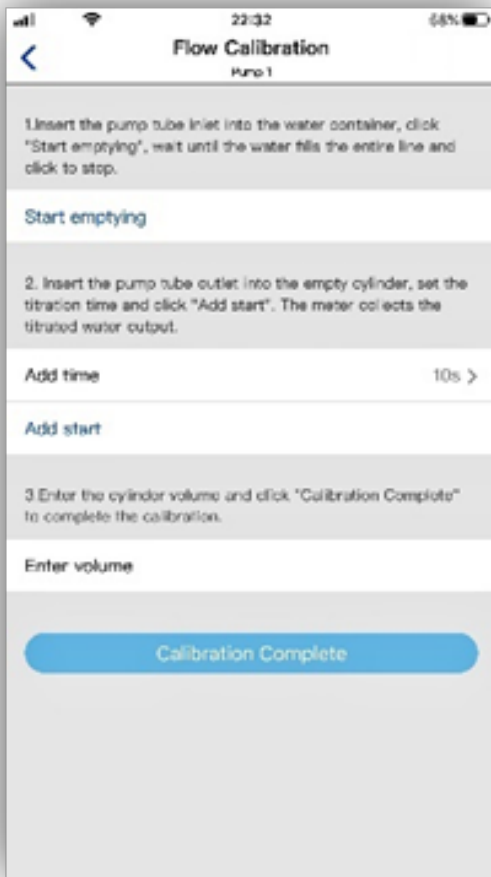 22:32
68%
Flow Calibration
Pump 1
1.Insert the pump tube inlet into the water container, click
"Start emptying", wait until the water fills the entire line and
click to stop.
Start emptying
2. Insert the pump tube outlet into the empty cylinder, set the
titration time and click "Add start". The meter collects the
titrated water output.
Add time
10s >
Add start
3.Enter the cylinder volume and click "Calibration Complete"
to complete the calibration.
Enter volume
Calibration Complete